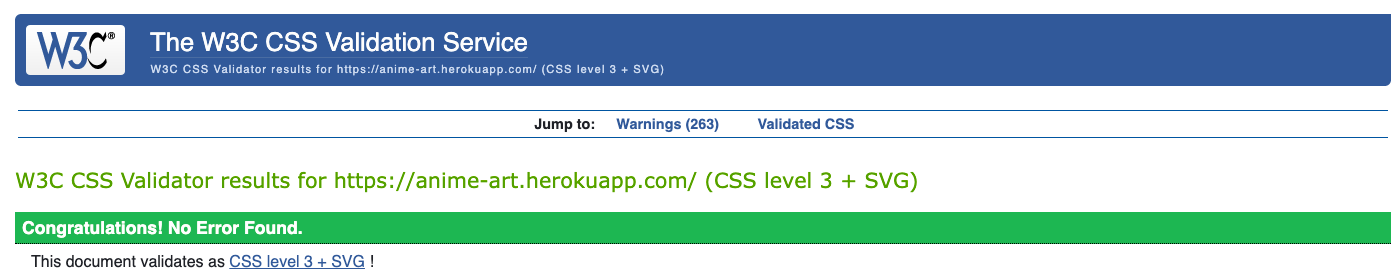 W3C®
The W3C CSS Validation Service
W3C CSS Validator results for https://anime-art.herokuapp.com/ (CSS level 3 + SVG)
Jump to: Warnings (263) Validated CSS
W3C CSS Validator results for https://anime-art.herokuapp.com/ (CSS level 3 + SVG)
Congratulations! No Error Found.
This document validates as CSS level 3 + SVG !